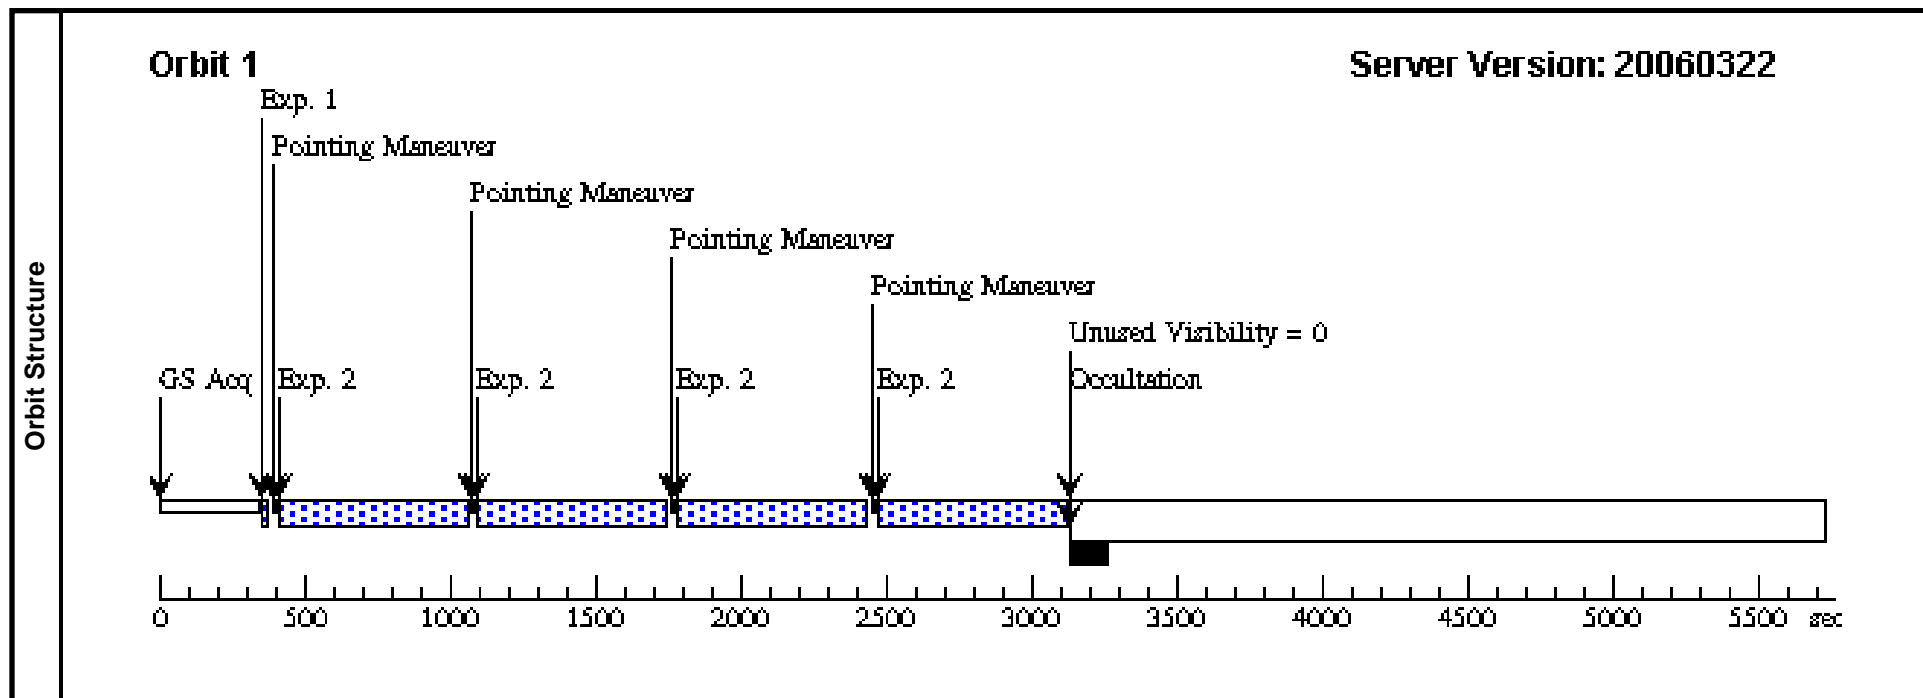 Orbit Structure
Orbit 1
Server Version: 20060322
Exp. 1
Pointing Maneuver
Pointing Maneuver
Pointing Maneuver
Pointing Maneuver
Unused Visibility = 0
GS Acq
Exp. 2
Exp. 2
Exp. 2
Exp. 2
Occultation
0 500 1000 1500 2000 2500 3000 3500 4000 4500 5000 5500 sec